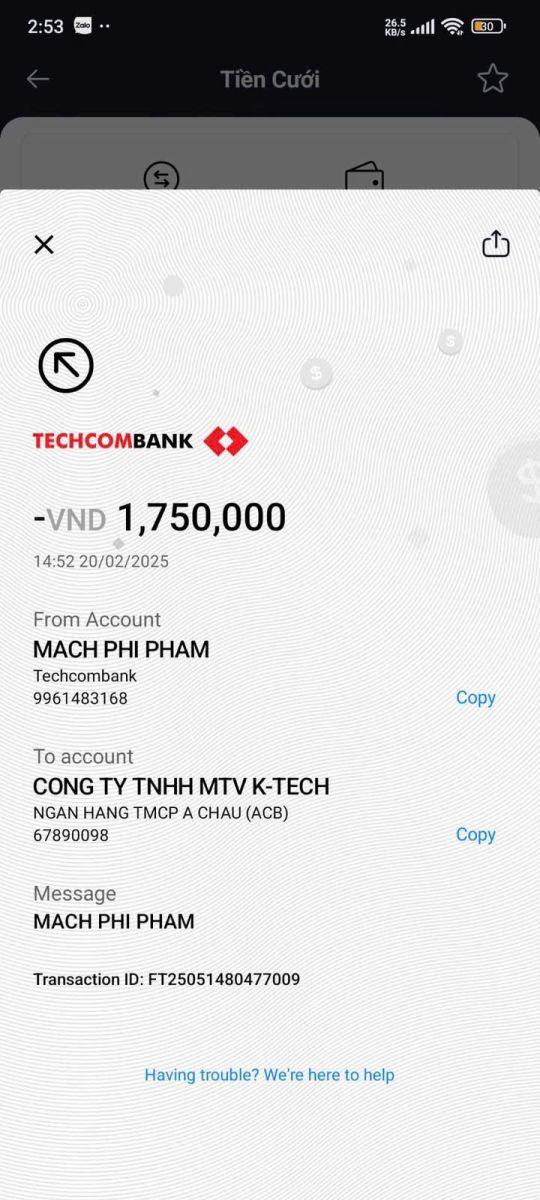 2:53 Zalo 26.5 KB/s 30
Tiền Cưới
TECHCOMBANK
-VND 1,750,000
14:52 20/02/2025
From Account
MACH PHI PHAM
Techcombank
9961483168 Copy
To account
CONG TY TNHH MTV K-TECH
NGAN HANG TMCP A CHAU (ACB)
67890098 Copy
Message
MACH PHI PHAM
Transaction ID: FT25051480477009
Having trouble? We're here to help